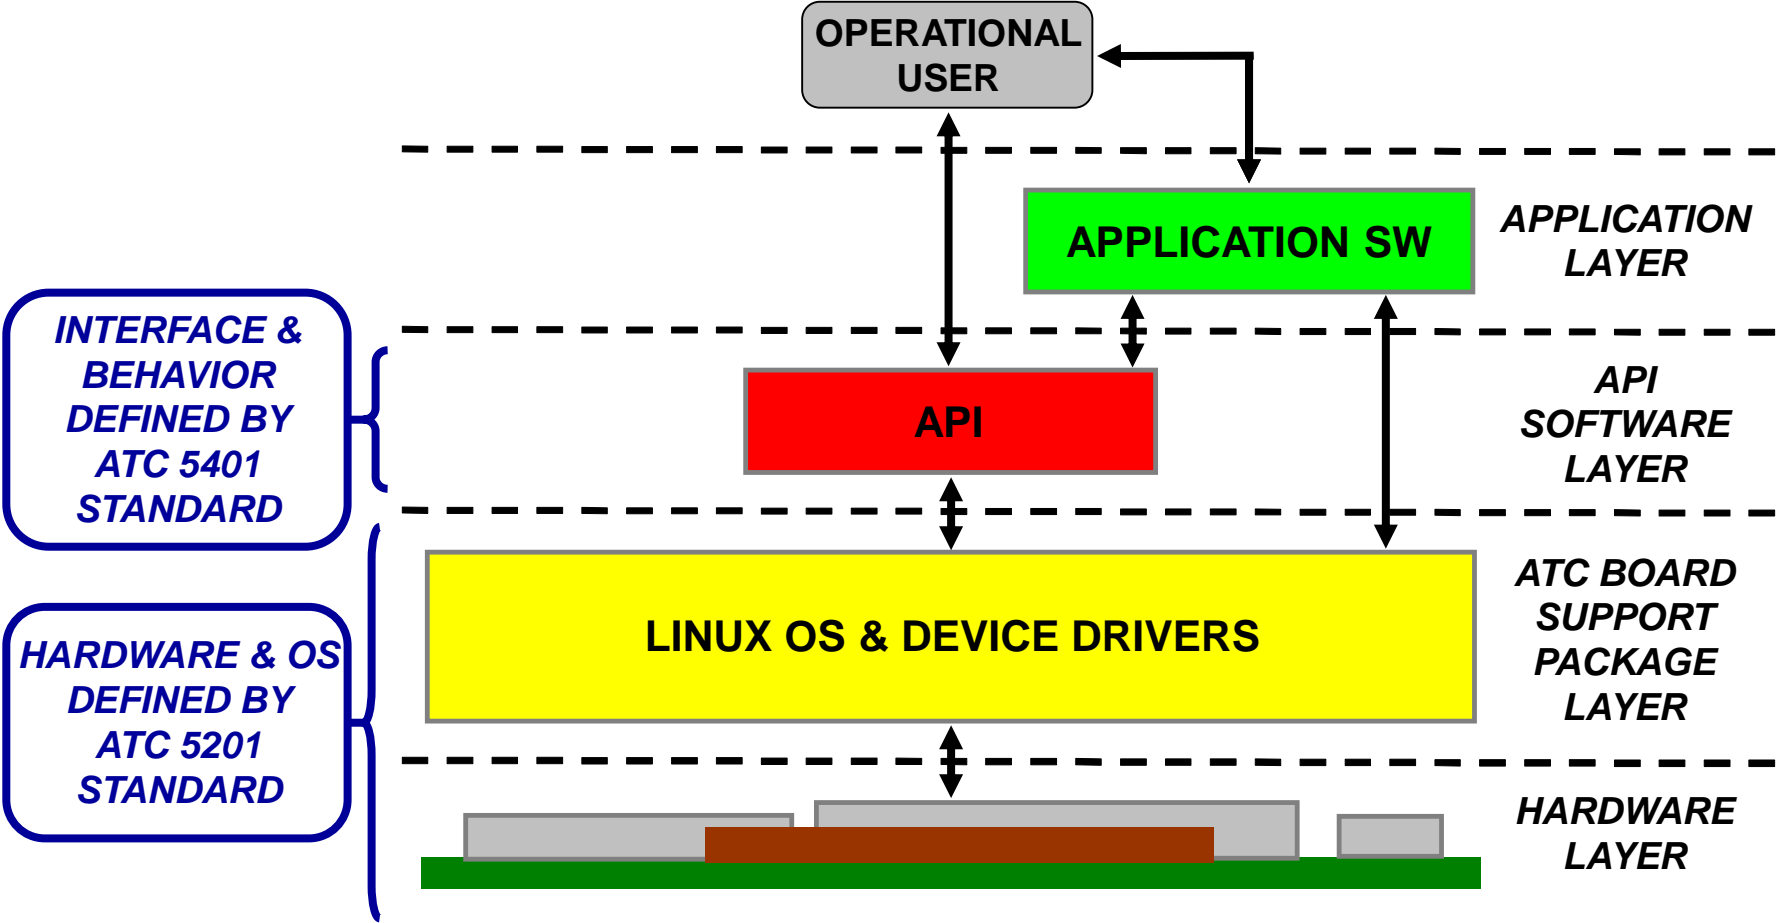 OPERATIONAL
USER
APPLICATION SW
APPLICATION
LAYER
INTERFACE &
BEHAVIOR
DEFINED BY
ATC 5401
STANDARD
API
API
SOFTWARE
LAYER
HARDWARE & OS
DEFINED BY
ATC 5201
STANDARD
LINUX OS & DEVICE DRIVERS
ATC BOARD
SUPPORT
PACKAGE
LAYER
HARDWARE
LAYER